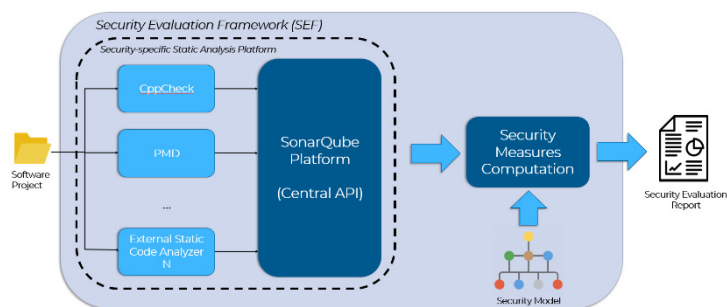 Security Evaluation Framework (SEF)
Security-specific Static Analysis Platform
CppCheck
PMD
...
External Static
Code Analyzer
N
SonarQube
Platform
(Central API)
Software
Project
Security
Measures
Computation
Security Model
Security Evaluation
Report